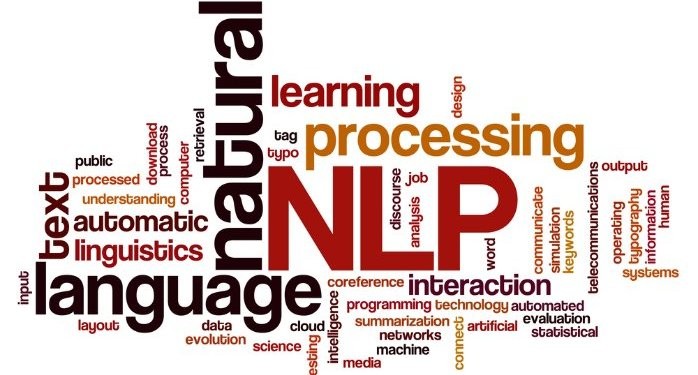 natural
learning
design
processing
tag
typo
retrieval
download
process
computer
public
processed
understanding
text
automatic
linguistics
NLP
discourse
job
analysis
word
communicate
simulation
keywords
telecommunications
output
operating
typography
information
human
systems
input
language
coreference
interaction
programming
technology
automated
layout
data
evolution
cloud
intelligence
summarization
connect
artificial
evaluation
statistical
networks
machine
science
esting
media